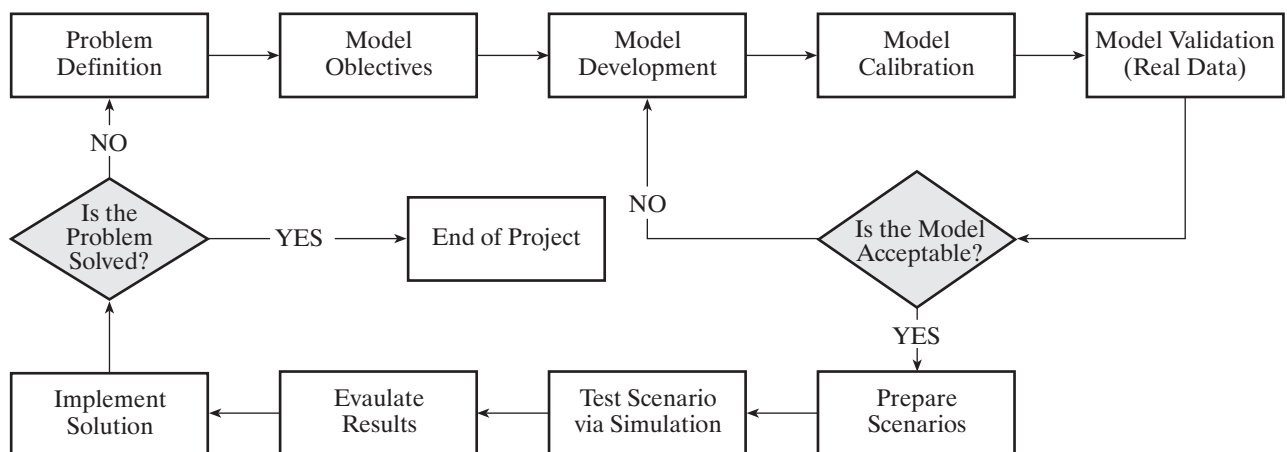 Problem
Definition
Model
Oblectives
Model
Development
Model
Calibration
Model Validation
(Real Data)
NO
Is the
Problem
Solved?
YES
End of Project
NO
Is the Model
Acceptable?
YES
Implement
Solution
Evaulate
Results
Test Scenario
via Simulation
Prepare
Scenarios